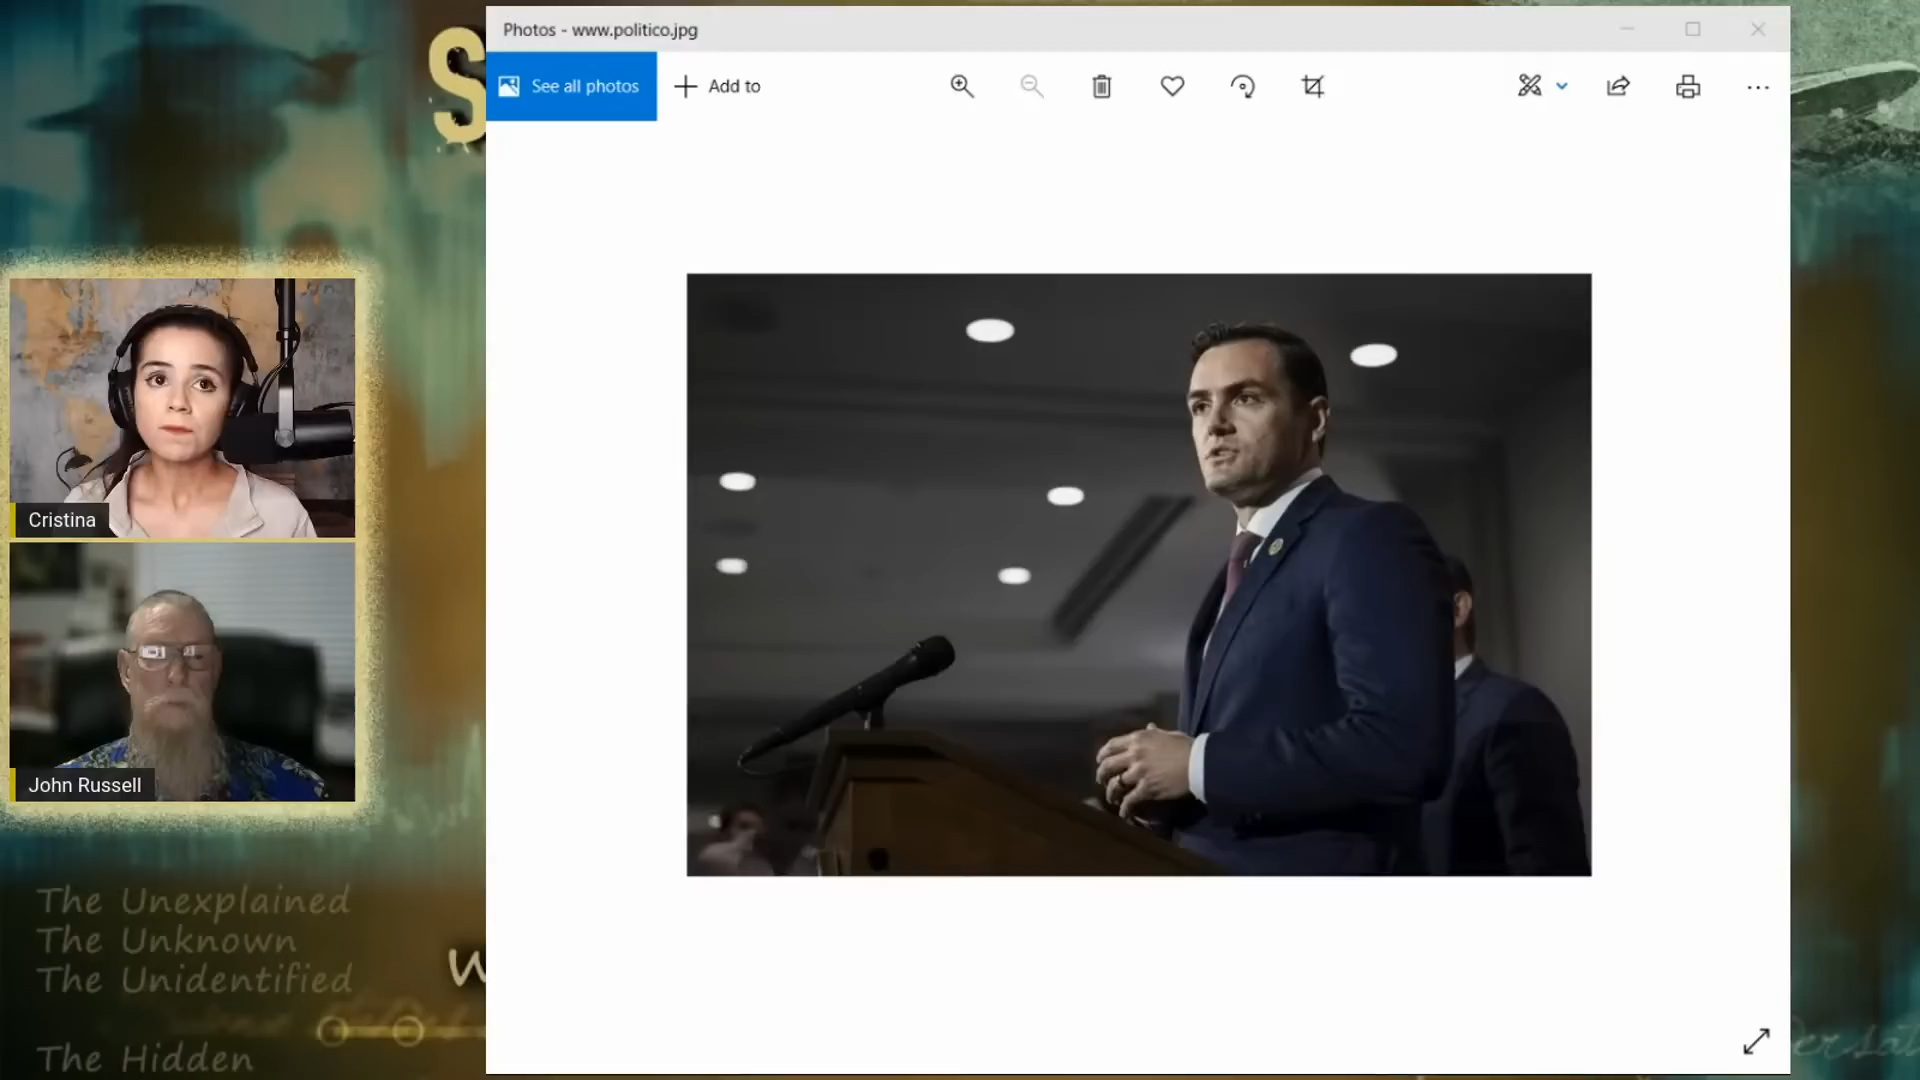 Photos - www.politico.jpg
See all photos
Add to
S
Cristina
John Russell
The Unexplained
The Unknown
The Unidentified
W
The Hidden